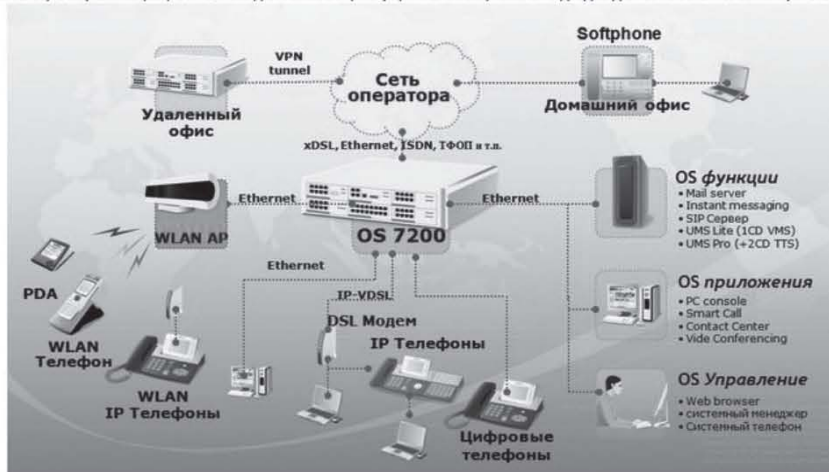 Softphone
VPN
tunnel
Сеть
оператора
Удаленный
офис
Домашний офис
xDSL, Ethernet, ISDN, ТФОП и т.п.
OS функции
• Mail server
• Instant messaging
• SIP Сервер
• UMS Lite (1CD VMS)
• UMS Pro (+2CD TTS)
Ethernet
Ethernet
WLAN AP
OS 7200
Ethernet
PDA
IP-VDSL
OS приложения
• PC console
• Smart Call
• Contact Center
• Vide Conferencing
DSL Модем
IP Телефоны
WLAN
Телефон
WLAN
IP Телефоны
Цифровые
телефоны
OS Управление
• Web browser
• системный менеджер
• Системный телефон